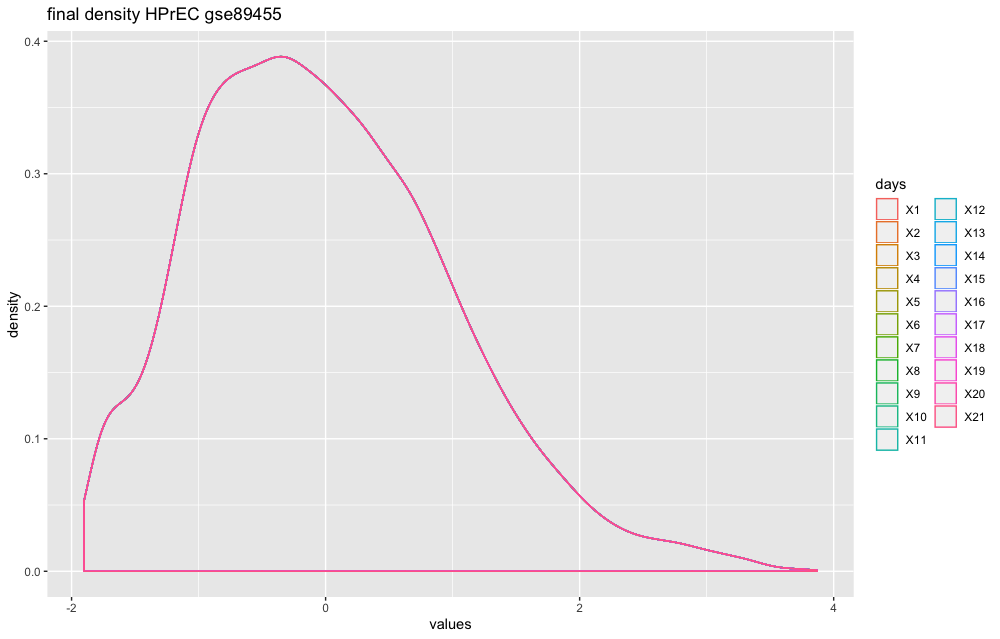 final density HPrEC gse89455
0.4
0.3
0.2
0.1
0.0
density
-2
0
2
4
values
days
X1
X2
X3
X4
X5
X6
X7
X8
X9
X10
X11
X12
X13
X14
X15
X16
X17
X18
X19
X20
X21